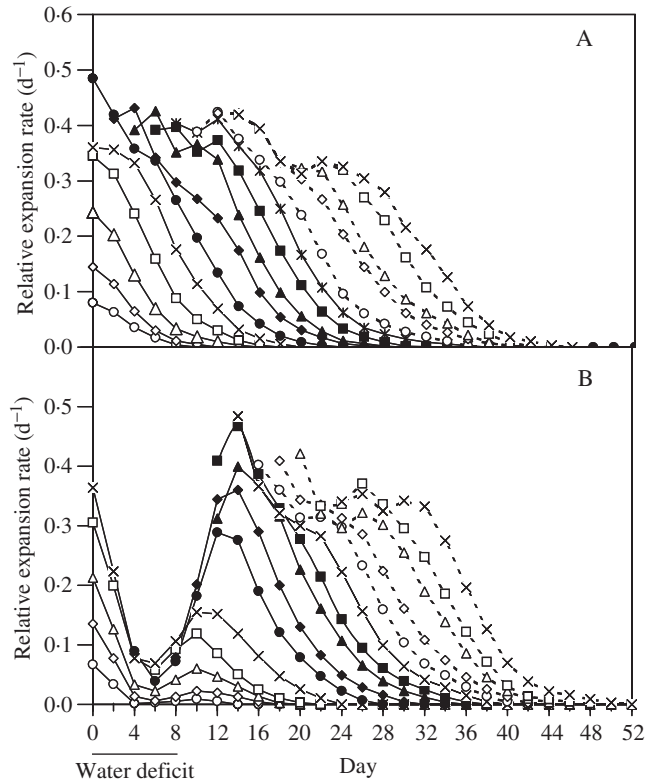 0·6
A
0·5
0·4
0·3
0·2
0·1
0·0
Relative expansion rate (d⁻¹)
B
0·5
0·4
0·3
0·2
0·1
0·0
Relative expansion rate (d⁻¹)
0 4 8 12 16 20 24 28 32 36 40 44 48 52
Water deficit
Day